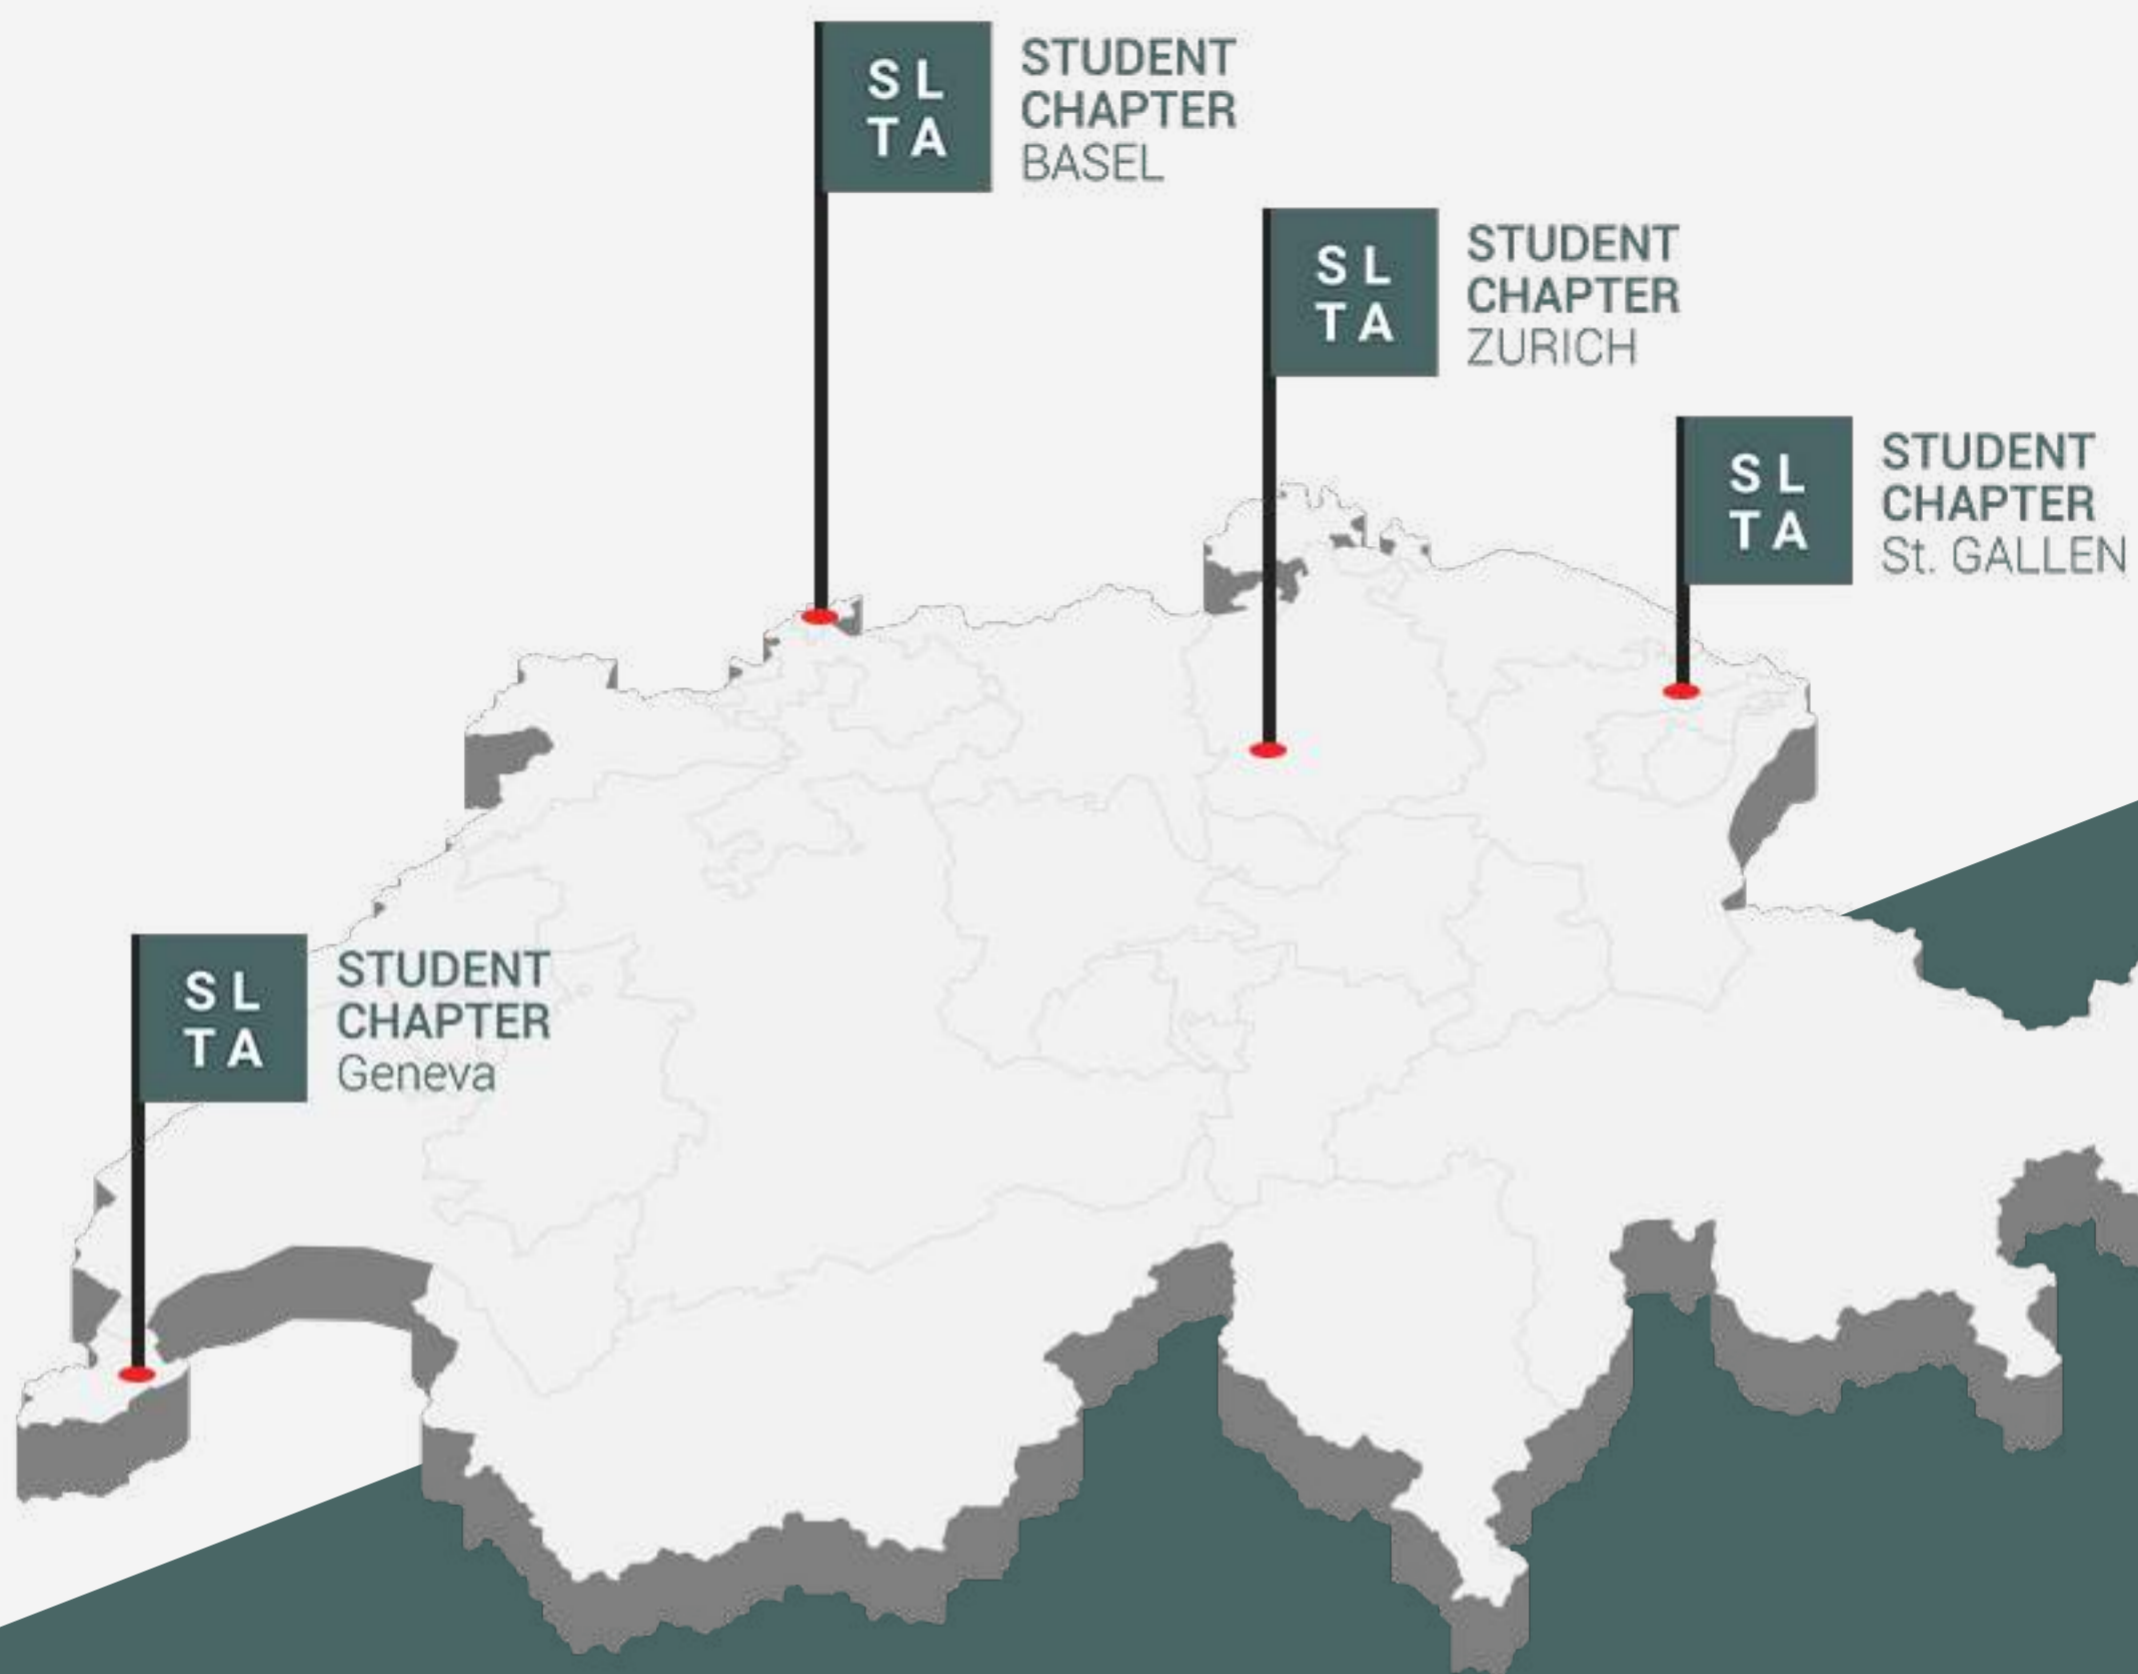 S L
T A
STUDENT
CHAPTER
BASEL
S L
T A
STUDENT
CHAPTER
ZURICH
S L
T A
STUDENT
CHAPTER
St. GALLEN
S L
T A
STUDENT
CHAPTER
Geneva